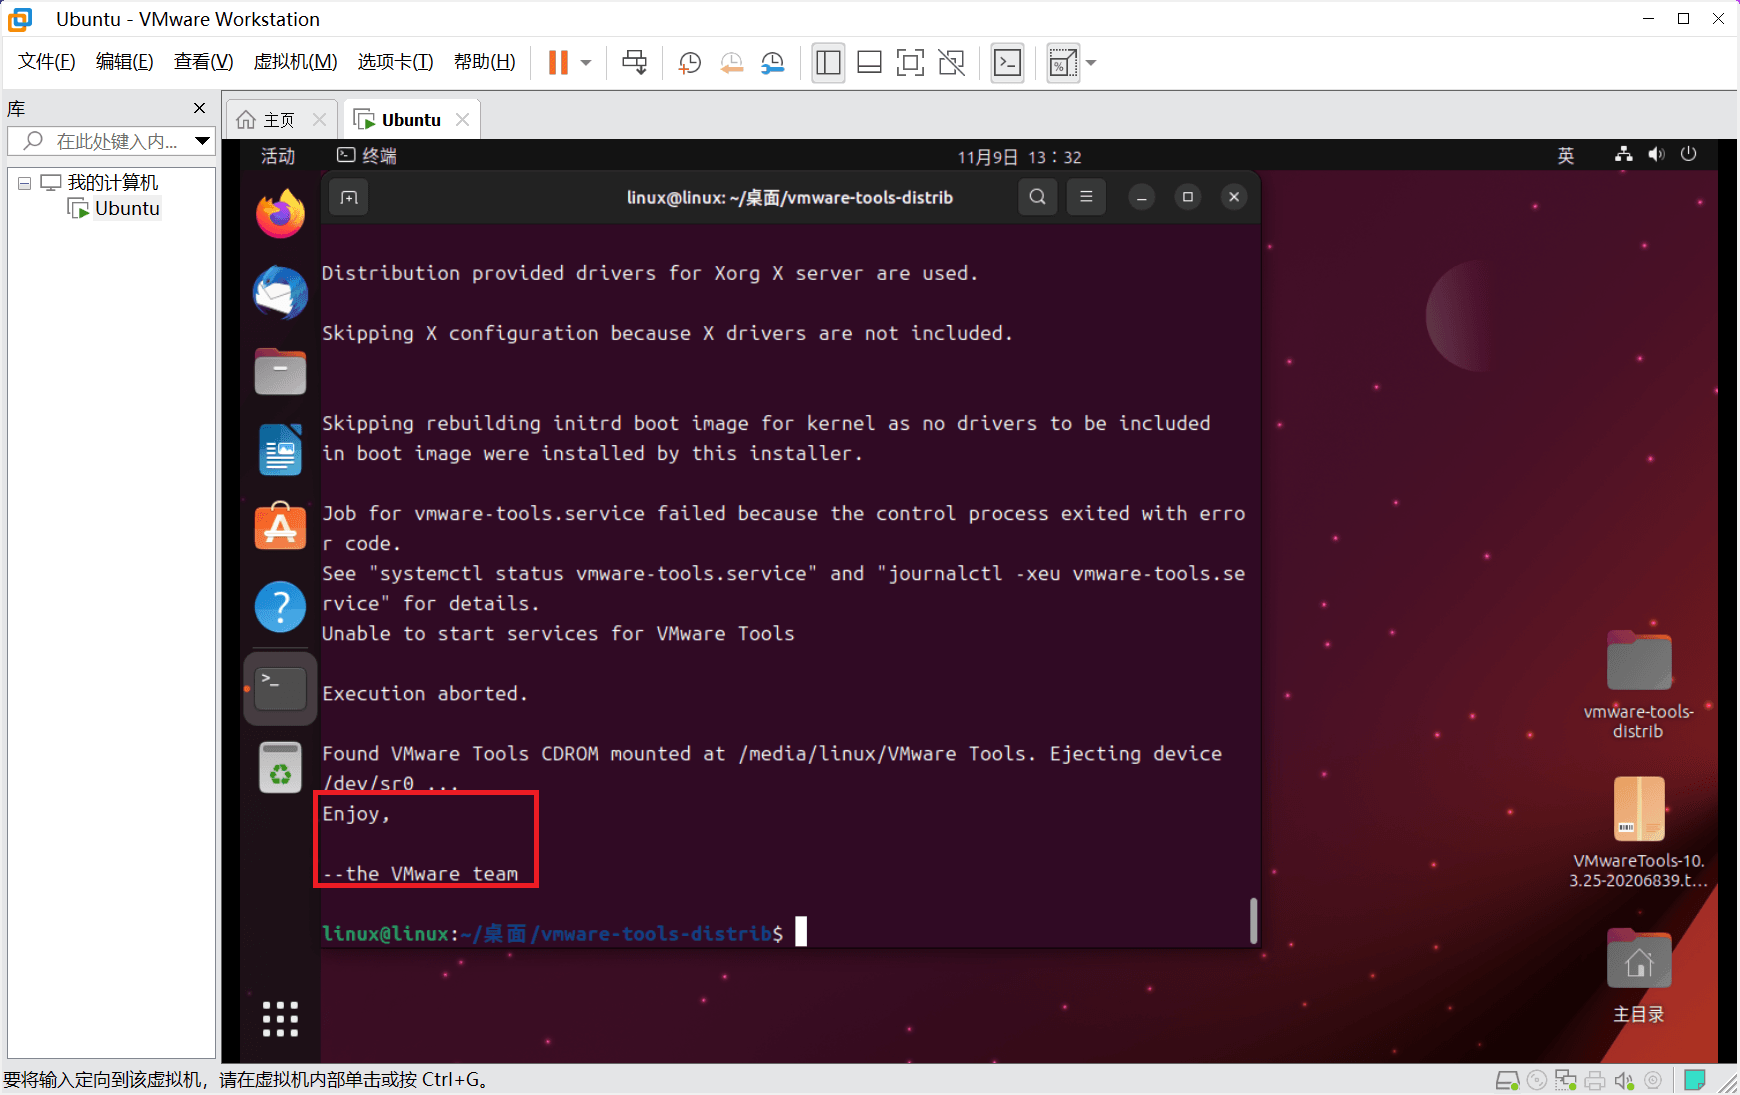 Ubuntu - VMware Workstation
文件(F) 编辑(E) 查看(V) 虚拟机(M) 选项卡(T) 帮助(H)
库
在此处键入内...
我的计算机
Ubuntu
主页
Ubuntu
活动
终端
11月9日 13：32
英
linux@linux: ~/桌面/vmware-tools-distrib
Distribution provided drivers for Xorg X server are used.
Skipping X configuration because X drivers are not included.
Skipping rebuilding initrd boot image for kernel as no drivers to be included
in boot image were installed by this installer.
Job for vmware-tools.service failed because the control process exited with erro
r code.
See "systemctl status vmware-tools.service" and "journalctl -xeu vmware-tools.se
rvice" for details.
Unable to start services for VMware Tools
Execution aborted.
Found VMware Tools CDROM mounted at /media/linux/VMware Tools. Ejecting device
/dev/sr0 ...
Enjoy,
--the VMware team
linux@linux:~/桌面/vmware-tools-distrib$
vmware-tools-
distrib
VMwareTools-10.
3.25-20206839.t...
主目录
要将输入定向到该虚拟机，请在虚拟机内部单击或按 Ctrl+G。